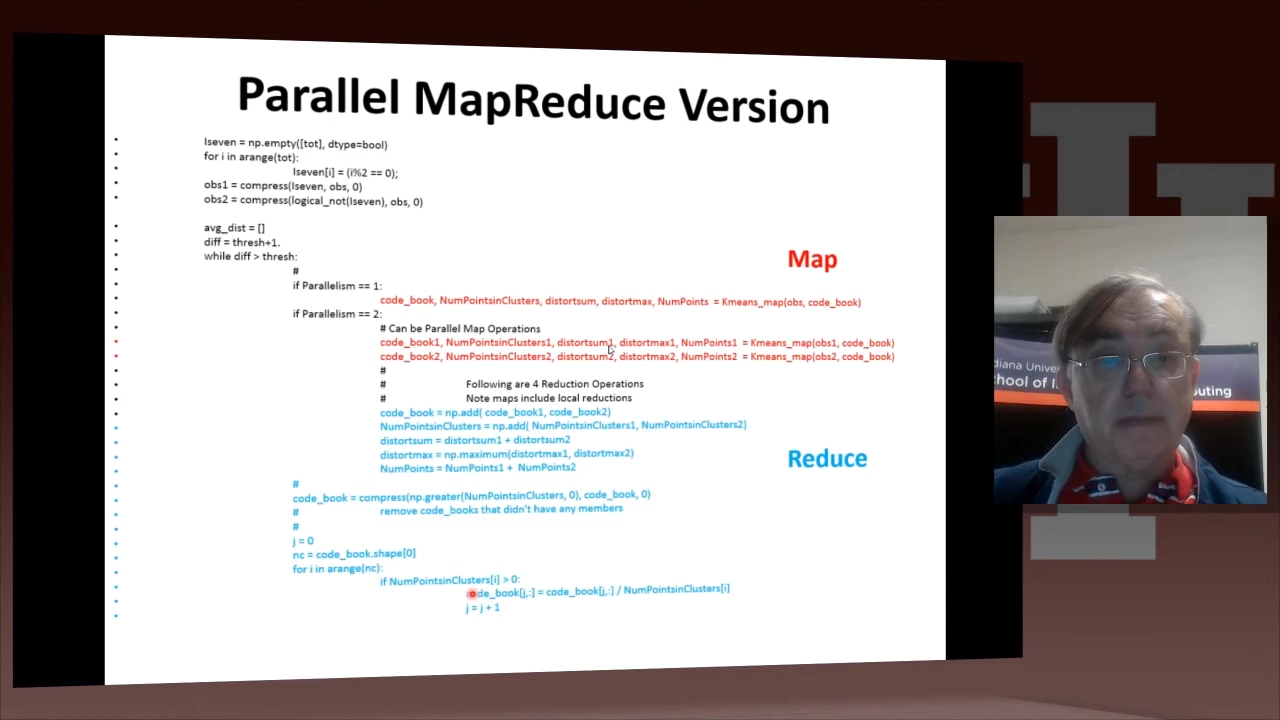 Parallel MapReduce Version
Iseven = np.empty([tot], dtype=bool)
for i in arange(tot):
Iseven[i] = (i%2 == 0);
obs1 = compress(Iseven, obs, 0)
obs2 = compress(logical_not(Iseven), obs, 0)
avg_dist = []
diff = thresh+1.
while diff > thresh:
#
if Parallelism == 1:
Map
code_book, NumPointsinClusters, distortsum, distortmax, NumPoints = Kmeans_map(obs, code_book)
if Parallelism == 2:
# Can be Parallel Map Operations
code_book1, NumPointsinClusters1, distortsum1, distortmax1, NumPoints1 = Kmeans_map(obs1, code_book)
code_book2, NumPointsinClusters2, distortsum2, distortmax2, NumPoints2 = Kmeans_map(obs2, code_book)
#
# Following are 4 Reduction Operations
# Note maps include local reductions
code_book = np.add( code_book1, code_book2)
NumPointsinClusters = np.add( NumPointsinClusters1, NumPointsinClusters2)
distortsum = distortsum1 + distortsum2
distortmax = np.maximum(distortmax1, distortmax2)
NumPoints = NumPoints1 + NumPoints2
Reduce
#
code_book = compress(np.greater(NumPointsinClusters, 0), code_book, 0)
# remove code_books that didn't have any members
#
j = 0
nc = code_book.shape[0]
for i in arange(nc):
if NumPointsinClusters[i] > 0:
code_book[j,:] = code_book[j,:] / NumPointsinClusters[i]
j = j + 1
diana Unive
hool of I
puting